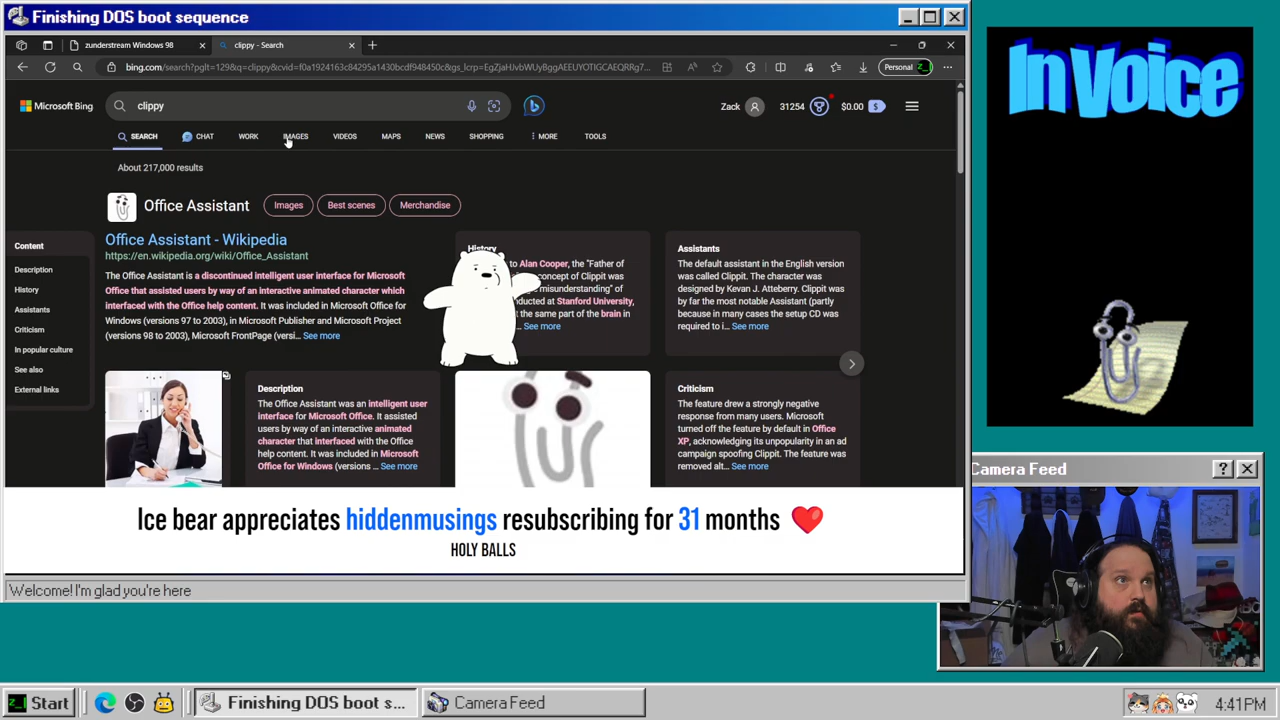 Finishing DOS boot sequence
zunderstream Windows 98
clippy - Search
bing.com/search?pglt=129&q=clippy&cvid=f0a1924163c84295a1430bcdf948450c&gs_lcrp=EgZjaHJvbWUyBggAEEUYOTIGCAEQRRg7...
Personal
Microsoft Bing
clippy
Zack
31254
$0.00
SEARCH
CHAT
WORK
IMAGES
VIDEOS
MAPS
NEWS
SHOPPING
MORE
TOOLS
About 217,000 results
Office Assistant
Images
Best scenes
Merchandise
Content
Description
History
Assistants
Criticism
In popular culture
See also
External links
Office Assistant - Wikipedia
https://en.wikipedia.org/wiki/Office_Assistant
The Office Assistant is a discontinued intelligent user interface for Microsoft
Office that assisted users by way of an interactive animated character which
interfaced with the Office help content. It was included in Microsoft Office for
Windows (versions 97 to 2003), in Microsoft Publisher and Microsoft Project
(versions 98 to 2003), Microsoft FrontPage (versi... See more
History
to Alan Cooper, the "Father of
concept of Clippit was
misunderstanding" of
nducted at Stanford University,
t the same part of the brain in
... See more
Assistants
The default assistant in the English version
was called Clippit. The character was
designed by Kevan J. Atteberry. Clippit was
by far the most notable Assistant (partly
because in many cases the setup CD was
required to i... See more
Description
The Office Assistant was an intelligent user
interface for Microsoft Office. It assisted
users by way of an interactive animated
character that interfaced with the Office
help content. It was included in Microsoft
Office for Windows (versions ... See more
Criticism
The feature drew a strongly negative
response from many users. Microsoft
turned off the feature by default in Office
XP, acknowledging its unpopularity in an ad
campaign spoofing Clippit. The feature was
removed alt... See more
Ice bear appreciates hiddenmusings resubscribing for 31 months
HOLY BALLS
Welcome! I'm glad you're here
InVoice
Camera Feed
Start
Finishing DOS boot s...
Camera Feed
4:41PM